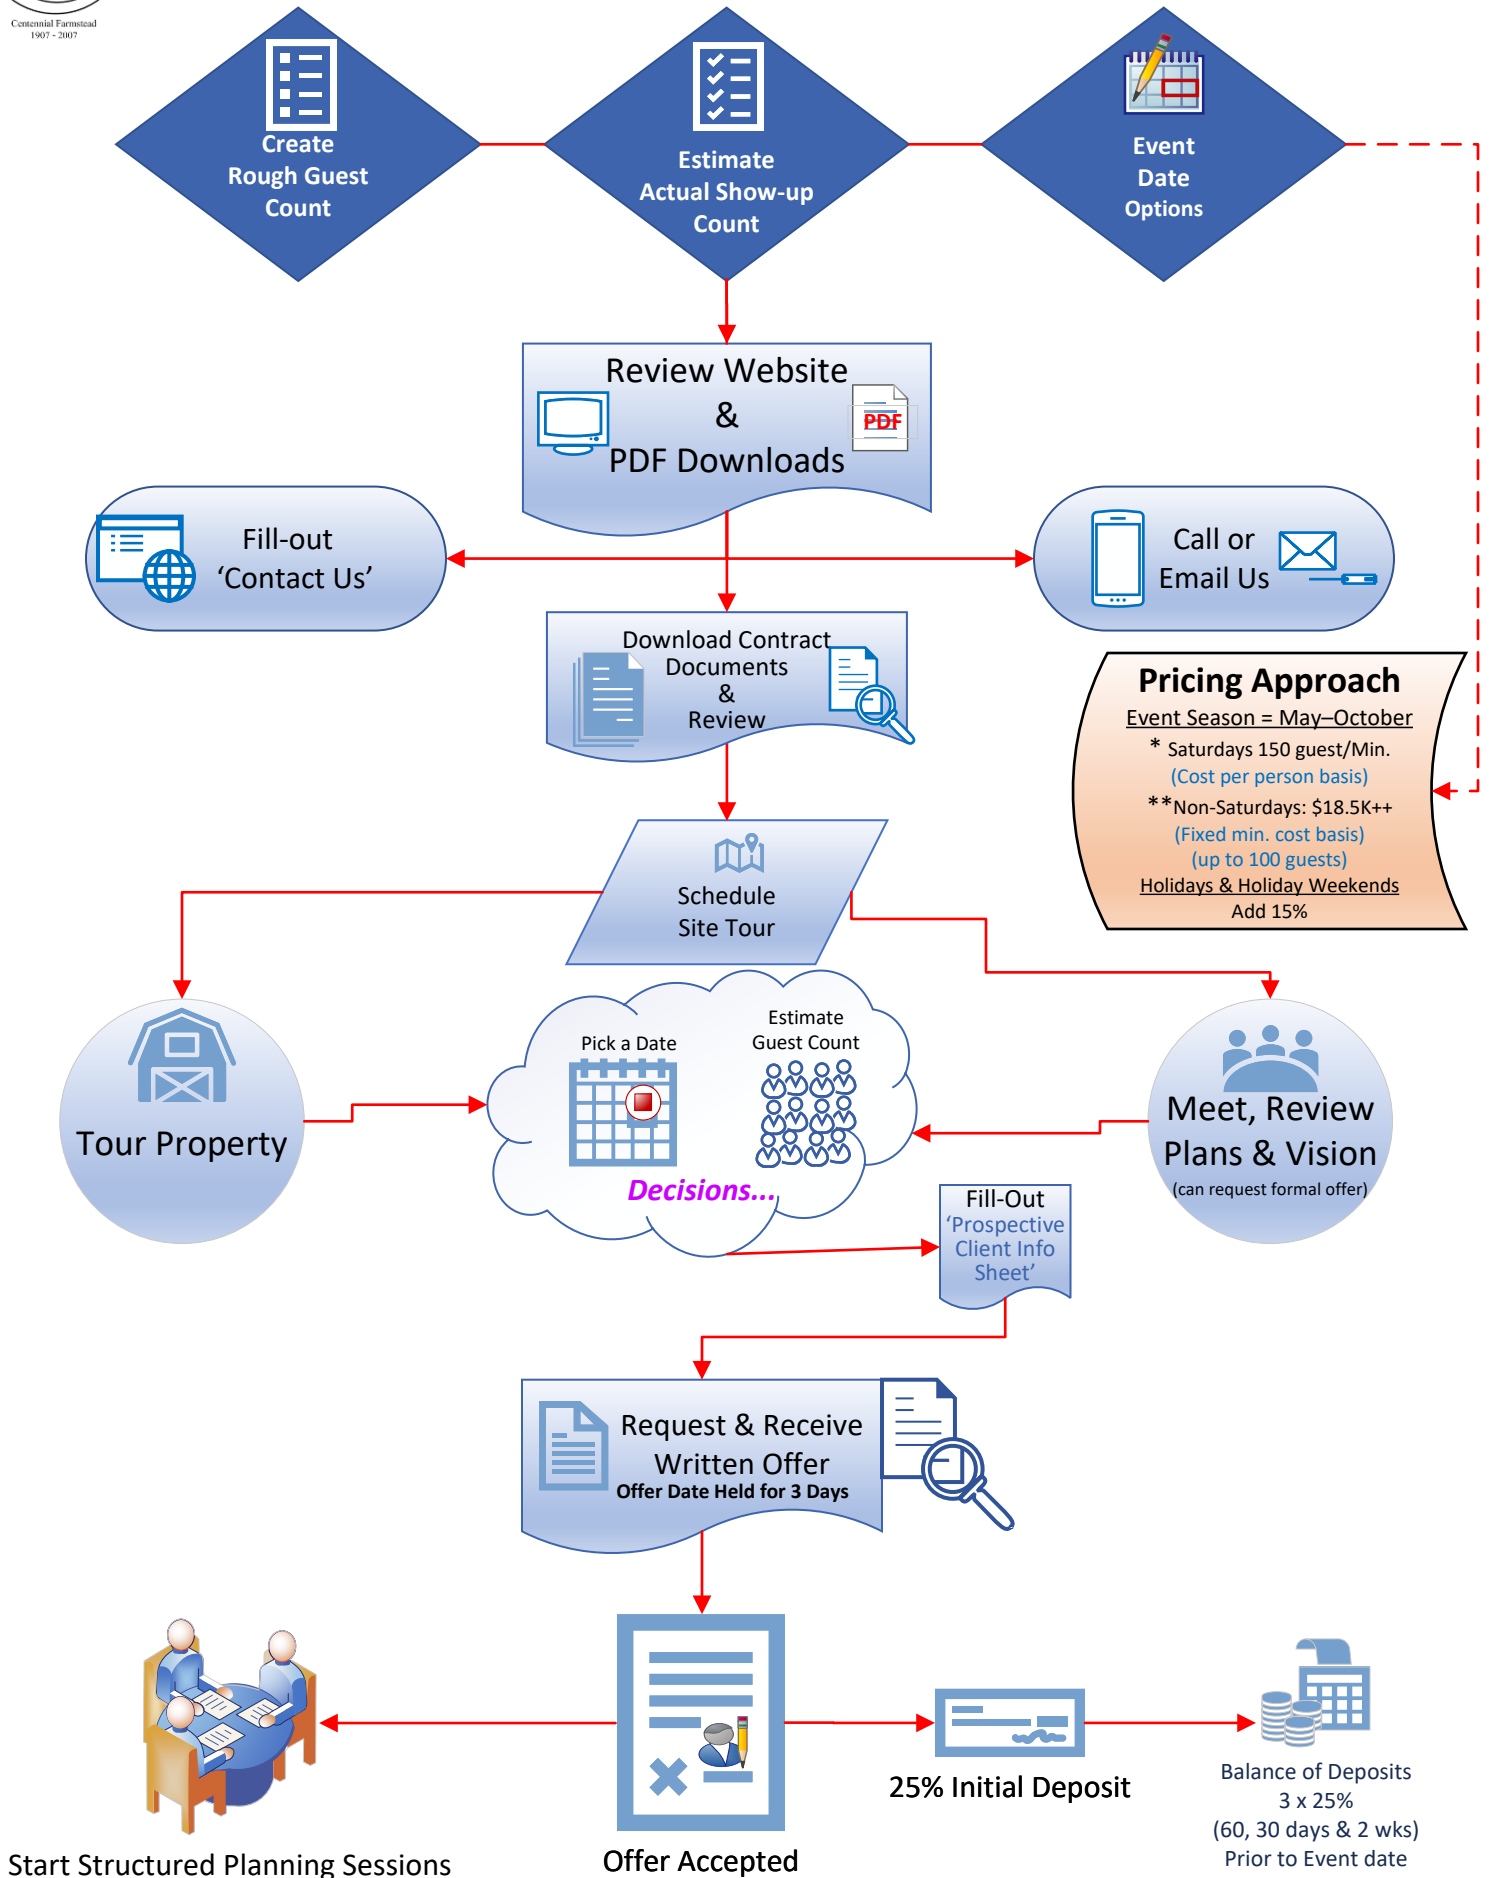 Centennial Farmstead
1907 - 2007
Create
Rough Guest
Count
Estimate
Actual Show-up
Count
Event
Date
Options
Review Website
&
PDF Downloads
PDF
Fill-out
‘Contact Us’
Call or
Email Us
Download Contract
Documents
&
Review
Pricing Approach
Event Season = May–October
* Saturdays 150 guest/Min.
(Cost per person basis)
**Non-Saturdays: $18.5K++
(Fixed min. cost basis)
(up to 100 guests)
Holidays & Holiday Weekends
Add 15%
Schedule
Site Tour
Tour Property
Pick a Date
Estimate
Guest Count
Decisions...
Meet, Review
Plans & Vision
(can request formal offer)
Fill-Out
‘Prospective
Client Info
Sheet’
Request & Receive
Written Offer
Offer Date Held for 3 Days
Start Structured Planning Sessions
Offer Accepted
25% Initial Deposit
Balance of Deposits
3 x 25%
(60, 30 days & 2 wks)
Prior to Event date